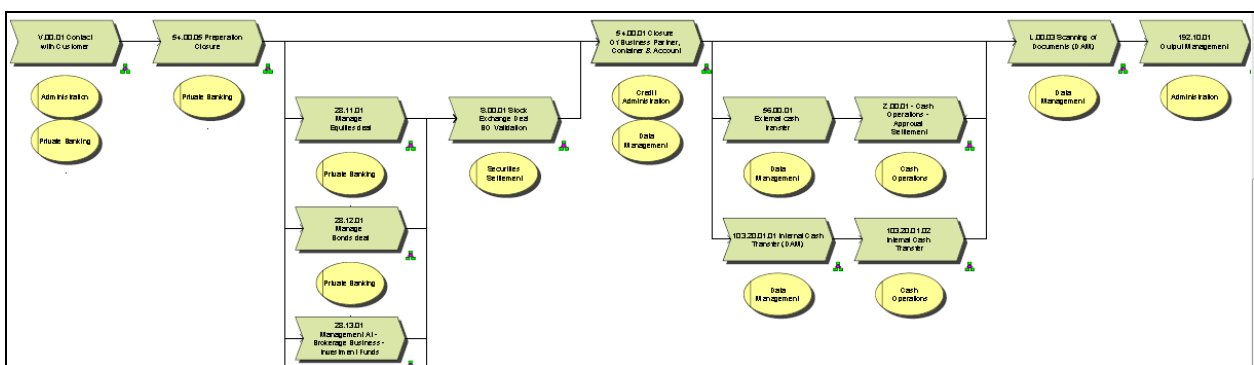 V.00.01 Contact
with Customer
Administration
Private Banking
54.00.05 Preperation
Closure
Private Banking
28.11.01
Manage
Equities deal
Private Banking
28.12.01
Manage
Bonds deal
Private Banking
28.13.01
Management AI -
Brokerage Business -
Investment Funds
S.00.01 Stock
Exchange Deal
BO Validation
Securities
Settlement
54.00.01 Closure
Of Business Partner,
Container & Account
Credit
Administration
Data
Management
56.00.01
External cash
transfer
Data
Management
Z.00.01 - Cash
Operations -
Approval
Settlement
Cash
Operations
103.20.01.01 Internal Cash
Transfer (DAM)
Data
Management
103.20.01.02
Internal Cash
Transfer
Cash
Operations
L.00.03 Scanning of
Documents (DAM)
Data
Management
192.10.01
Output Management
Administration